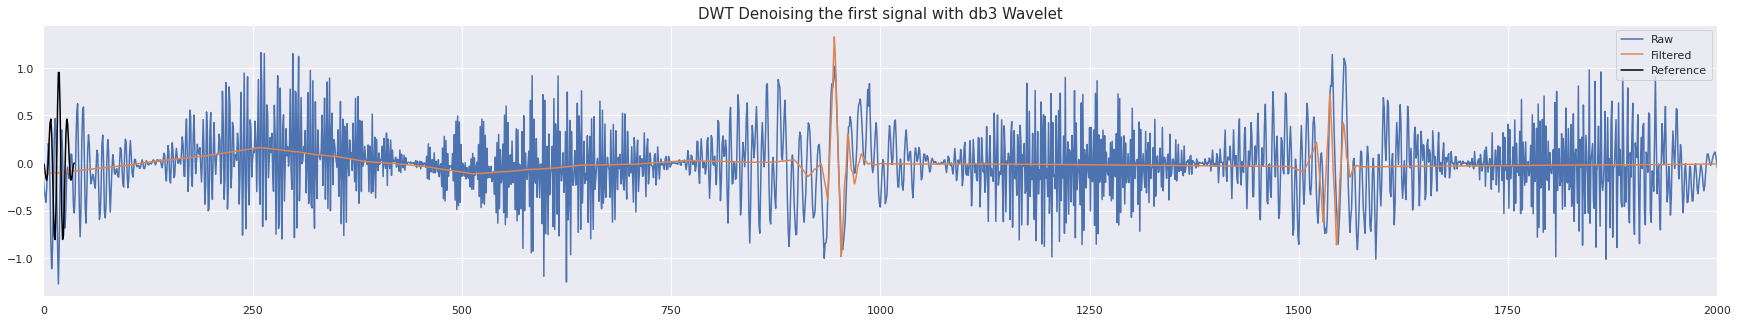 DWT Denoising the first signal with db3 Wavelet
Raw
Filtered
Reference
1.0
0.5
0.0
−0.5
−1.0
0 250 500 750 1000 1250 1500 1750 2000